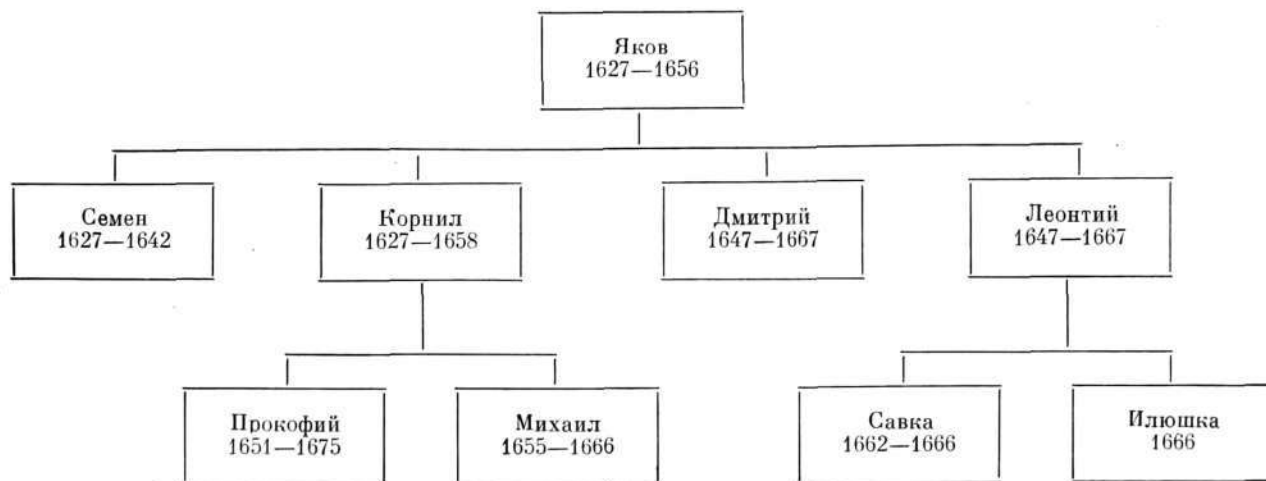 Яков
1627—1656
Семен
1627—1642
Корнил
1627—1658
Дмитрий
1647—1667
Леонтий
1647—1667
Прокофий
1651—1675
Михаил
1655—1666
Савка
1662—1666
Илюшка
1666